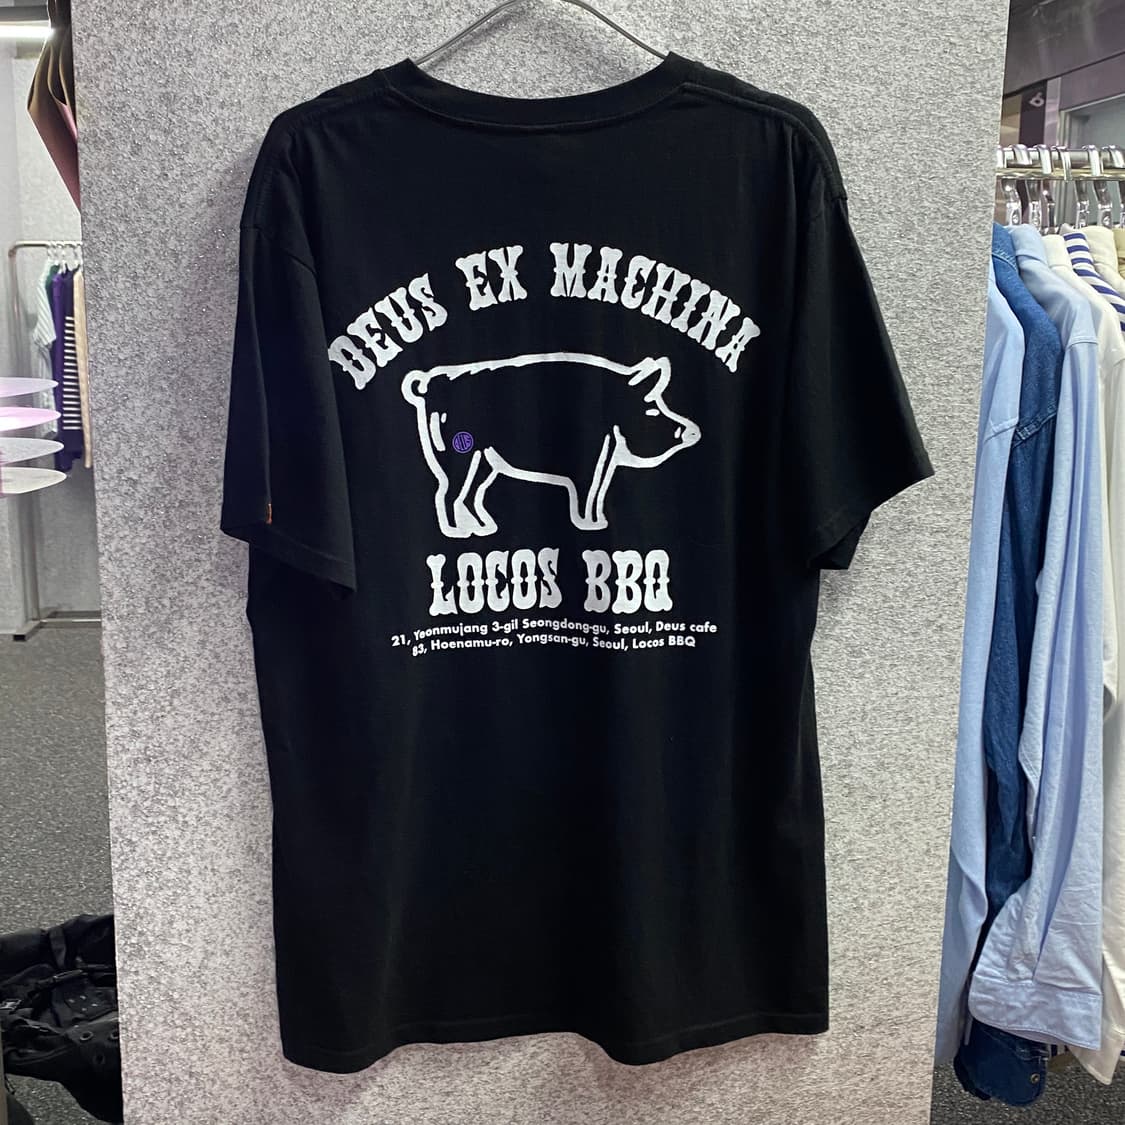 DEUS EX MACHINA
DEUS
LOCOS BBQ
21, Yeonmujang 3-gil Seongdong-gu, Seoul, Deus cafe
83, Hoenamu-ro, Yongsan-gu, Seoul, Locos BBQ